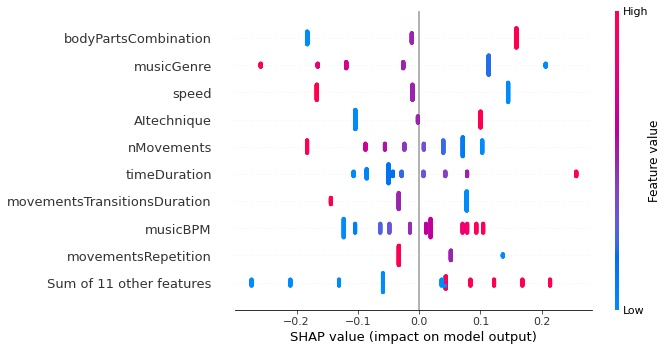 High
bodyPartsCombination
musicGenre
speed
AItechnique
nMovements
timeDuration
movementsTransitionsDuration
musicBPM
movementsRepetition
Sum of 11 other features
Feature value
Low
−0.2 −0.1 0.0 0.1 0.2
SHAP value (impact on model output)